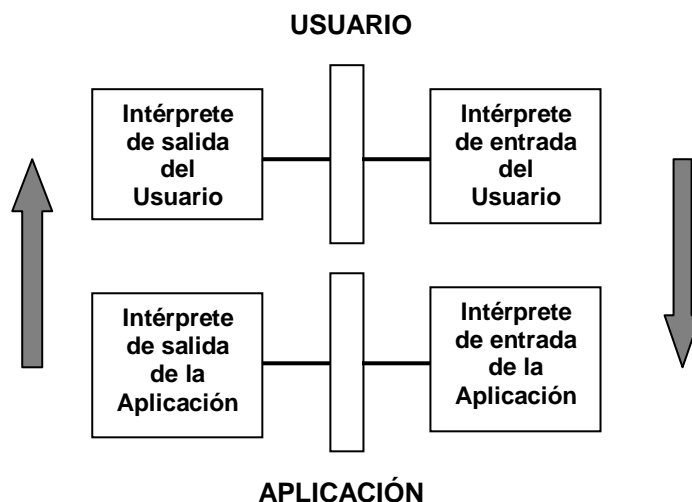 USUARIO
Intérprete
de salida
del
Usuario
Intérprete
de entrada
del
Usuario
Intérprete
de salida
de la
Aplicación
Intérprete
de entrada
de la
Aplicación
APLICACIÓN